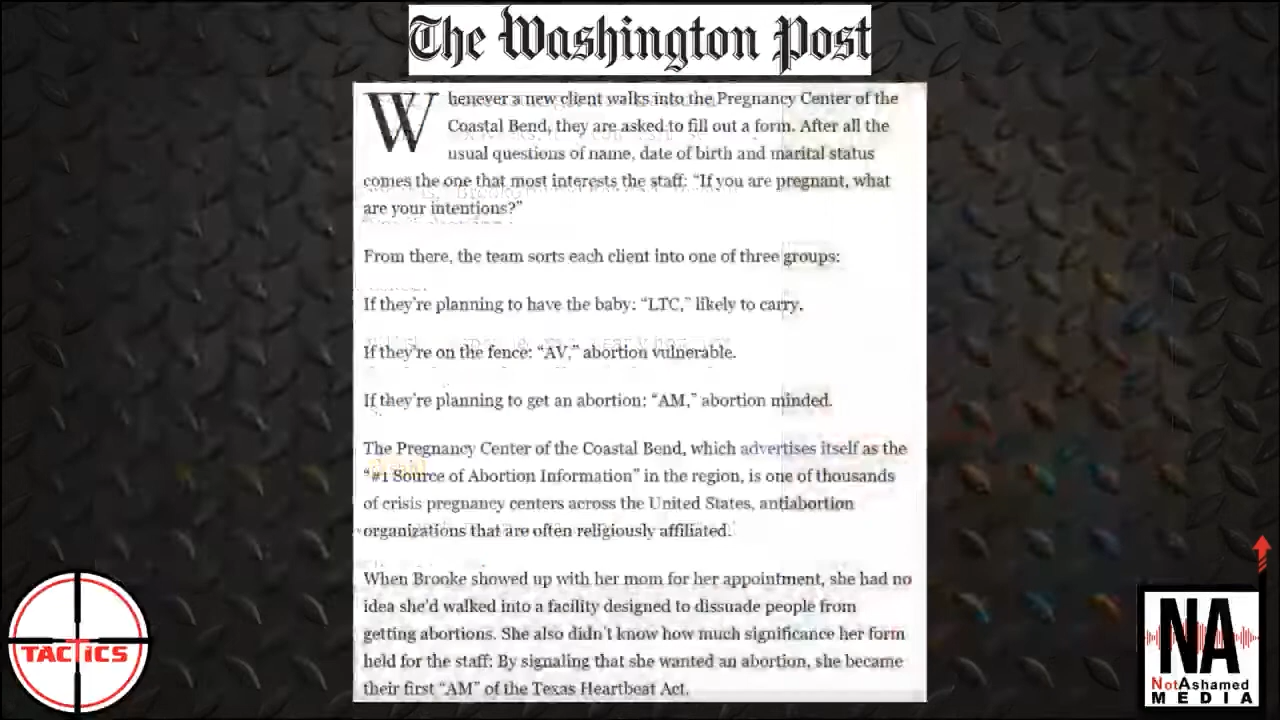 The Washington Post
Whenever a new client walks into the Pregnancy Center of the
Coastal Bend, they are asked to fill out a form. After all the
usual questions of name, date of birth and marital status
comes the one that most interests the staff: “If you are pregnant, what
are your intentions?”
From there, the team sorts each client into one of three groups:
If they’re planning to have the baby: “LTC,” likely to carry.
If they’re on the fence: “AV,” abortion vulnerable.
If they’re planning to get an abortion: “AM,” abortion minded.
The Pregnancy Center of the Coastal Bend, which advertises itself as the
“#1 Source of Abortion Information” in the region, is one of thousands
of crisis pregnancy centers across the United States, antiabortion
organizations that are often religiously affiliated.
When Brooke showed up with her mom for her appointment, she had no
idea she’d walked into a facility designed to dissuade people from
getting abortions. She also didn’t know how much significance her form
held for the staff: By signaling that she wanted an abortion, she became
their first “AM” of the Texas Heartbeat Act.
TACTICS
NA
NotAshamed
MEDIA